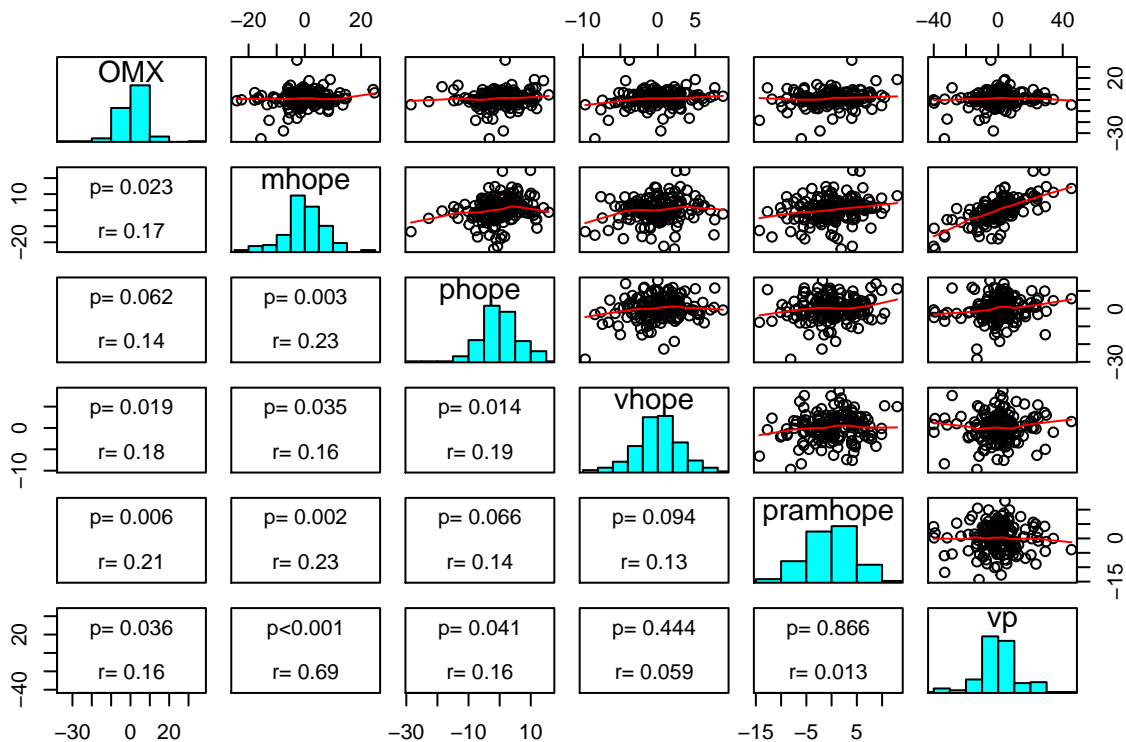 −20 0 20 −10 −5 0 5 −40 0 20 40
OMX
−30 20
−20 10
p= 0.023
r= 0.17
mhope
p= 0.062
r= 0.14
p= 0.003
r= 0.23
phope
−30 0
−10 0
p= 0.019
r= 0.18
p= 0.035
r= 0.16
p= 0.014
r= 0.19
vhope
p= 0.006
r= 0.21
p= 0.002
r= 0.23
p= 0.066
r= 0.14
p= 0.094
r= 0.13
pramhope
−15 0
−40 0 20
p= 0.036
r= 0.16
p<0.001
r= 0.69
p= 0.041
r= 0.16
p= 0.444
r= 0.059
p= 0.866
r= 0.013
vp
−30 0 20 −30 −10 10 −15 −5 5